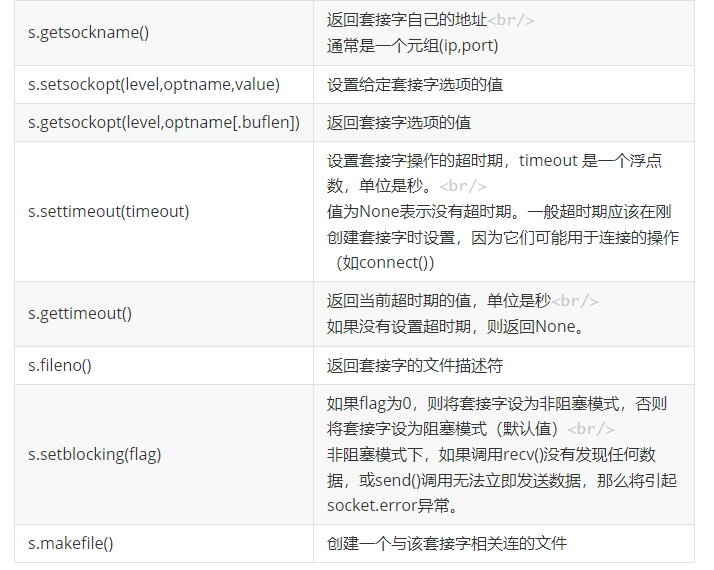 s.getsockname()
返回套接字自己的地址<br/>
通常是一个元组(ip,port)
s.setsockopt(level,optname,value)
设置给定套接字选项的值
s.getsockopt(level,optname[.buflen])
返回套接字选项的值
s.settimeout(timeout)
设置套接字操作的超时期，timeout 是一个浮点
数，单位是秒。<br/>
值为None表示没有超时期。一般超时期应该在刚
创建套接字时设置，因为它们可能用于连接的操作
（如connect()）
s.gettimeout()
返回当前超时期的值，单位是秒<br/>
如果没有设置超时期，则返回None。
s.fileno()
返回套接字的文件描述符
s.setblocking(flag)
如果flag为0，则将套接字设为非阻塞模式，否则
将套接字设为阻塞模式（默认值）<br/>
非阻塞模式下，如果调用recv()没有发现任何数
据，或send()调用无法立即发送数据，那么将引起
socket.error异常。
s.makefile()
创建一个与该套接字相关连的文件